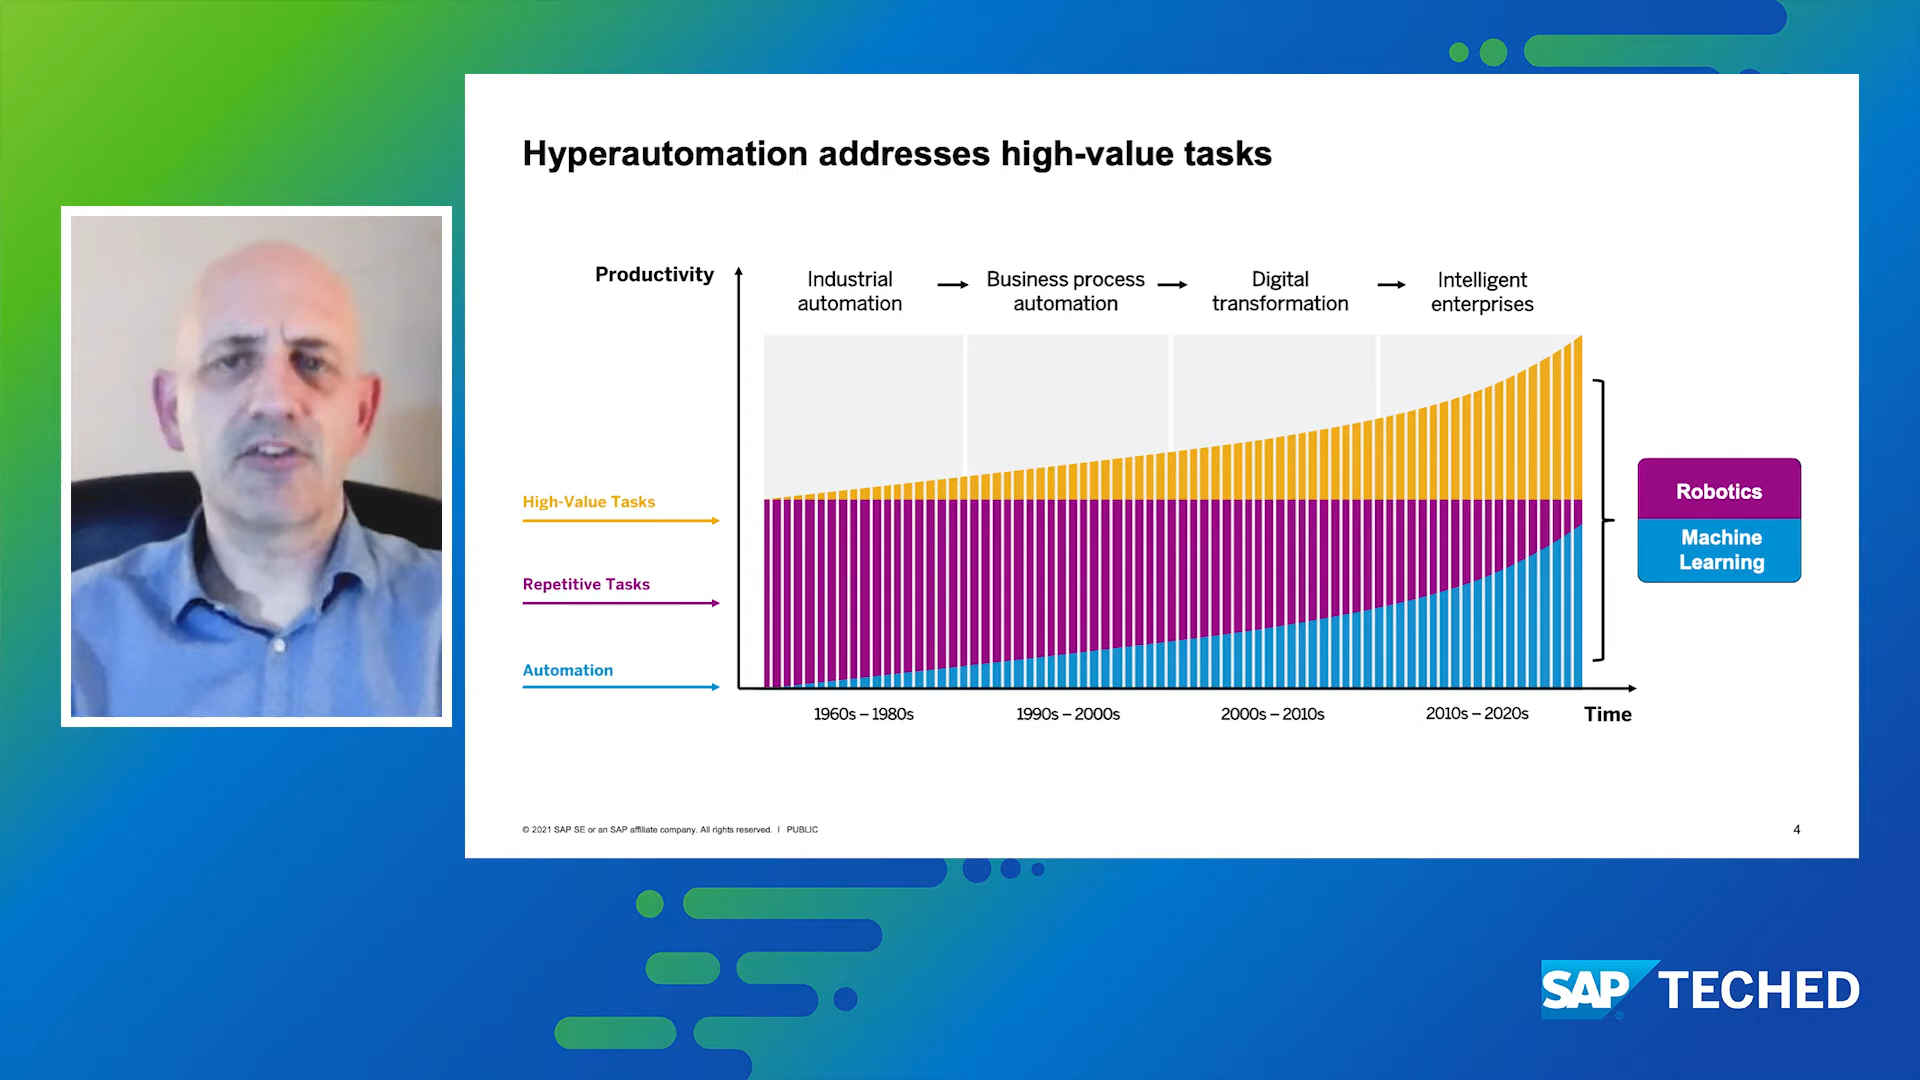 Hyperautomation addresses high-value tasks
Productivity
Industrial
automation
Business process
automation
Digital
transformation
Intelligent
enterprises
High-Value Tasks
Repetitive Tasks
Automation
Robotics
Machine
Learning
1960s – 1980s
1990s – 2000s
2000s – 2010s
2010s – 2020s
Time
© 2021 SAP SE or an SAP affiliate company. All rights reserved. I PUBLIC
4
SAP® TECHED